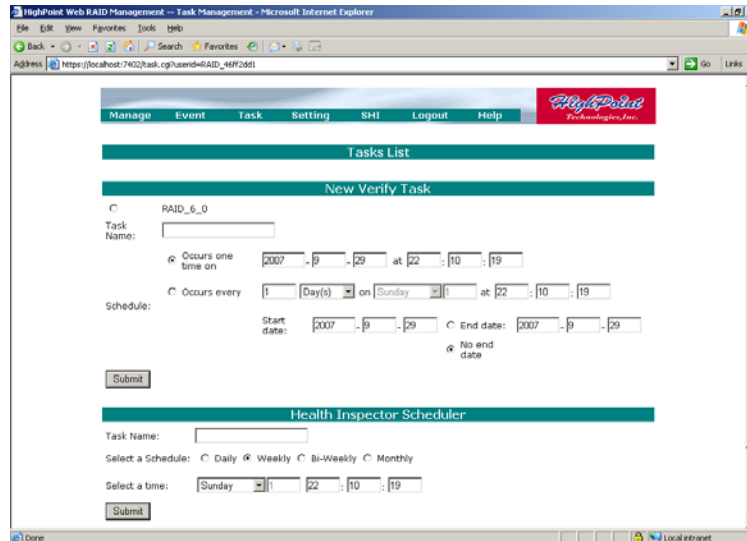 HighPoint Web RAID Management -- Task Management - Microsoft Internet Explorer
File Edit View Favorites Tools Help
Back Search Favorites
Address https://localhost:7402/task.cgi?userid=RAID_46ff2dd1 Go Links
HighPoint
Technologies, Inc.
Manage Event Task Setting SHI Logout Help
Tasks List
New Verify Task
RAID_6_0
Task Name:
Occurs one time on 2007 - 9 - 29 at 22 : 10 : 19
Occurs every 1 Day(s) on Sunday 1 at 22 : 10 : 19
Schedule:
Start date: 2007 - 9 - 29 End date: 2007 - 9 - 29
No end date
Submit
Health Inspector Scheduler
Task Name:
Select a Schedule: Daily Weekly Bi-Weekly Monthly
Select a time: Sunday 1 22 : 10 : 19
Submit
Done Local intranet